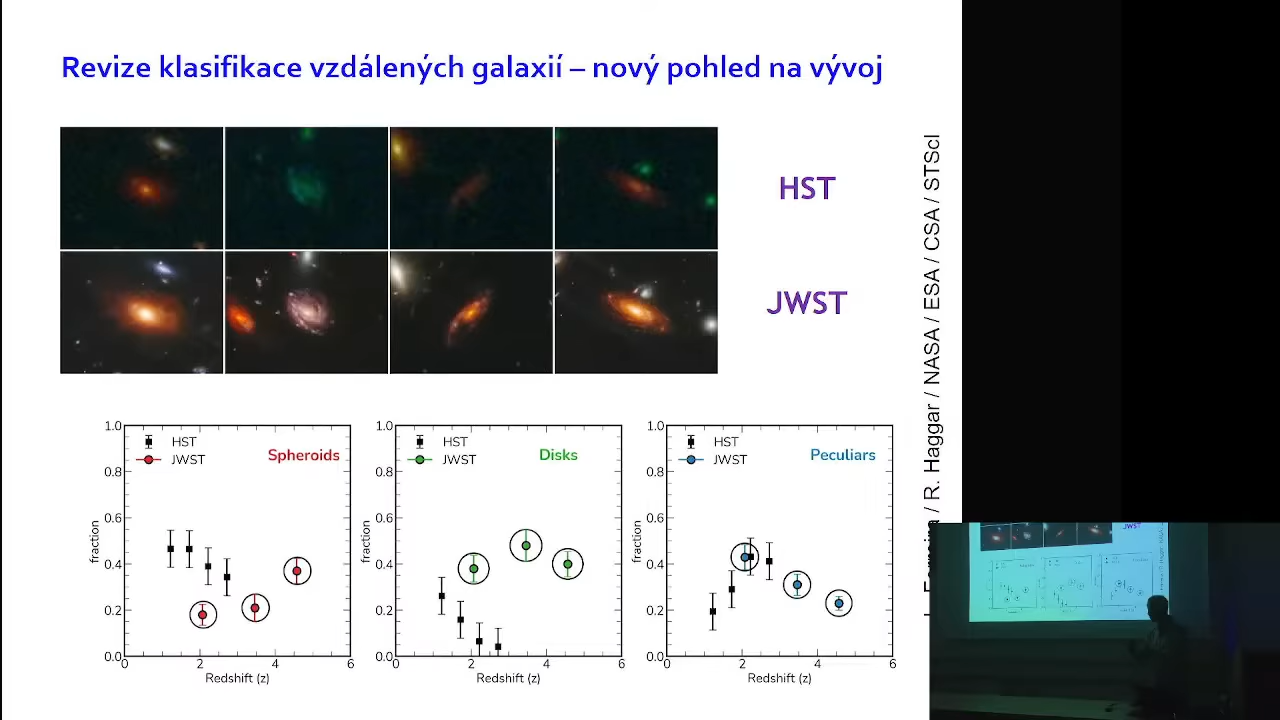 Revize klasifikace vzdálených galaxií – nový pohled na vývoj
HST
JWST
/ R. Haggar / NASA / ESA / CSA / STScI
1.0
0.8
0.6
0.4
0.2
0.0
0
2
4
6
fraction
Redshift (z)
HST
JWST
Spheroids
1.0
0.8
0.6
0.4
0.2
0.0
0
2
4
6
fraction
Redshift (z)
HST
JWST
Disks
1.0
0.8
0.6
0.4
0.2
0.0
0
2
4
6
fraction
Redshift (z)
HST
JWST
Peculiars
JWST